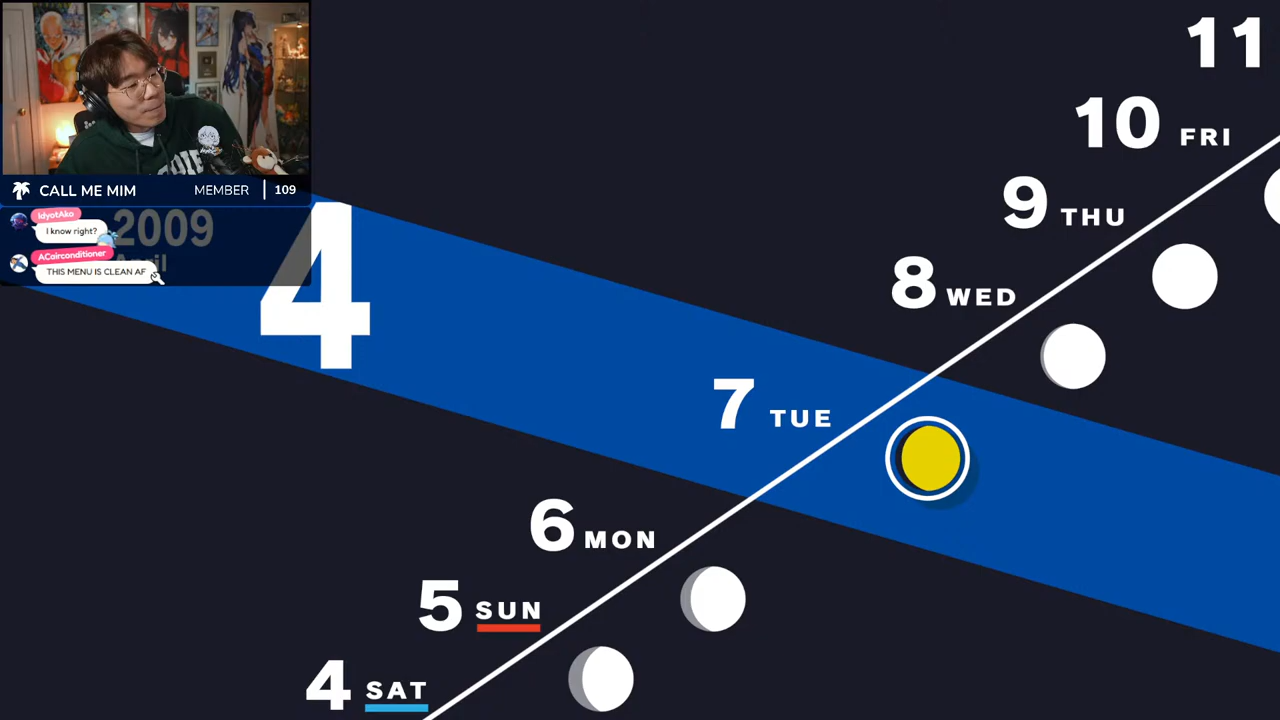 CALL ME MIM MEMBER | 109
IdyotAko
I know right?
ACairconditioner
THIS MENU IS CLEAN AF
2009
April
4
11
10 FRI
9 THU
8 WED
7 TUE
6 MON
5 SUN
4 SAT